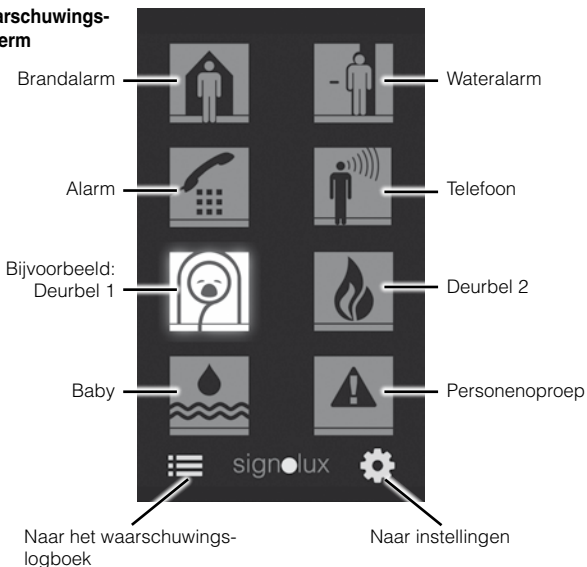 arschuwings-
erm
Brandalarm
Wateralarm
Alarm
Telefoon
Bijvoorbeeld:
Deurbel 1
Deurbel 2
Baby
Personenoproep
signolux
Naar het waarschuwings-
logboek
Naar instellingen